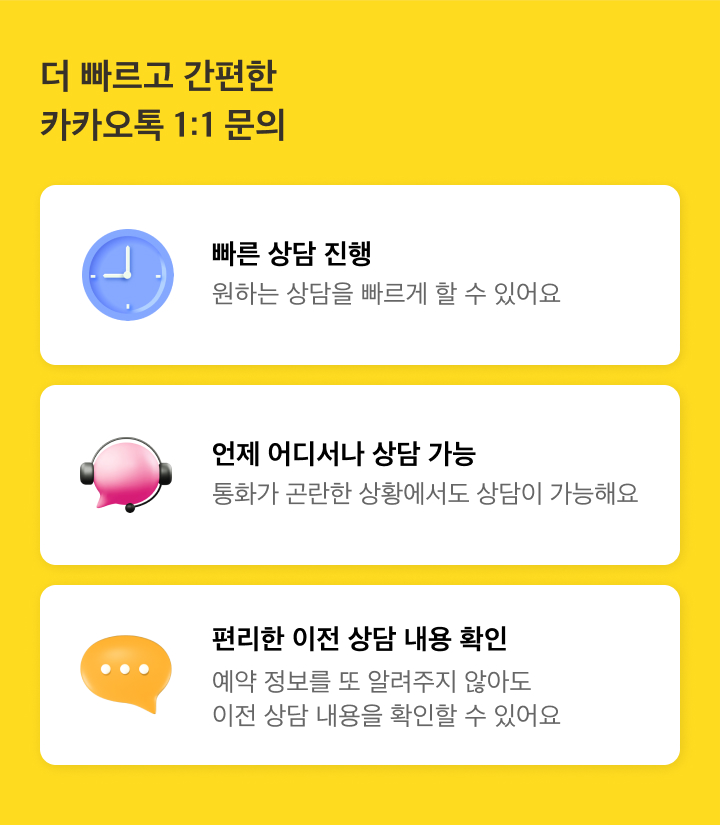 더 빠르고 간편한
카카오톡 1:1 문의
빠른 상담 진행
원하는 상담을 빠르게 할 수 있어요
언제 어디서나 상담 가능
통화가 곤란한 상황에서도 상담이 가능해요
편리한 이전 상담 내용 확인
예약 정보를 또 알려주지 않아도
이전 상담 내용을 확인할 수 있어요